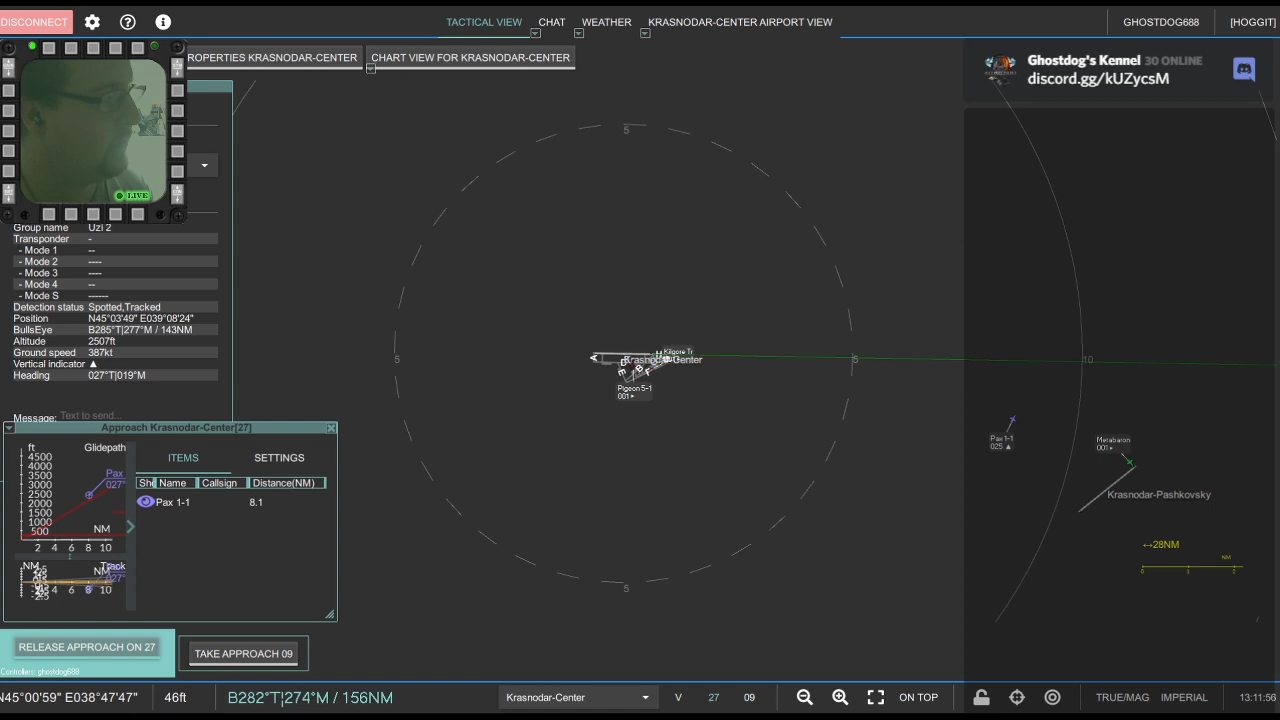 DISCONNECT
TACTICAL VIEW
CHAT
WEATHER
KRASNODAR-CENTER AIRPORT VIEW
GHOSTDOG688
[HOGGIT]
ROPERTIES KRASNODAR-CENTER
CHART VIEW FOR KRASNODAR-CENTER
Ghostdog's Kennel 30 ONLINE
discord.gg/kUZycsM
LIVE
Group name Uzi 2
Transponder -
- Mode 1 --
- Mode 2 ----
- Mode 3 ----
- Mode 4 --
- Mode S ------
Detection status Spotted,Tracked
Position N45°03'49" E039°08'24"
BullsEye B285°T|277°M / 143NM
Altitude 2507ft
Ground speed 387kt
Vertical indicator ▲
Heading 027°T|019°M
Message: Text to send...
5
5
5
5
10
Kilgore Tr
Krasnodar-Center
Pigeon 5-1
001▸
Pax 1-1
025 ▲
Metabaron
001▸
Krasnodar-Pashkovsky
↔28NM
NM
0 1 2
Approach Krasnodar-Center[27]
ft Glidepath
4500
4000
3500
3000
2500
2000
1500
1000
500
Pax
027°
NM
2 4 6 8 10
NM Track
ITEMS
SETTINGS
Name Callsign Distance(NM)
Pax 1-1 8.1
RELEASE APPROACH ON 27
Controllers: ghostdog688
TAKE APPROACH 09
N45°00'59" E038°47'47"
46ft
B282°T¦274°M / 156NM
Krasnodar-Center
V
27
09
ON TOP
TRUE/MAG
IMPERIAL
13:11:56